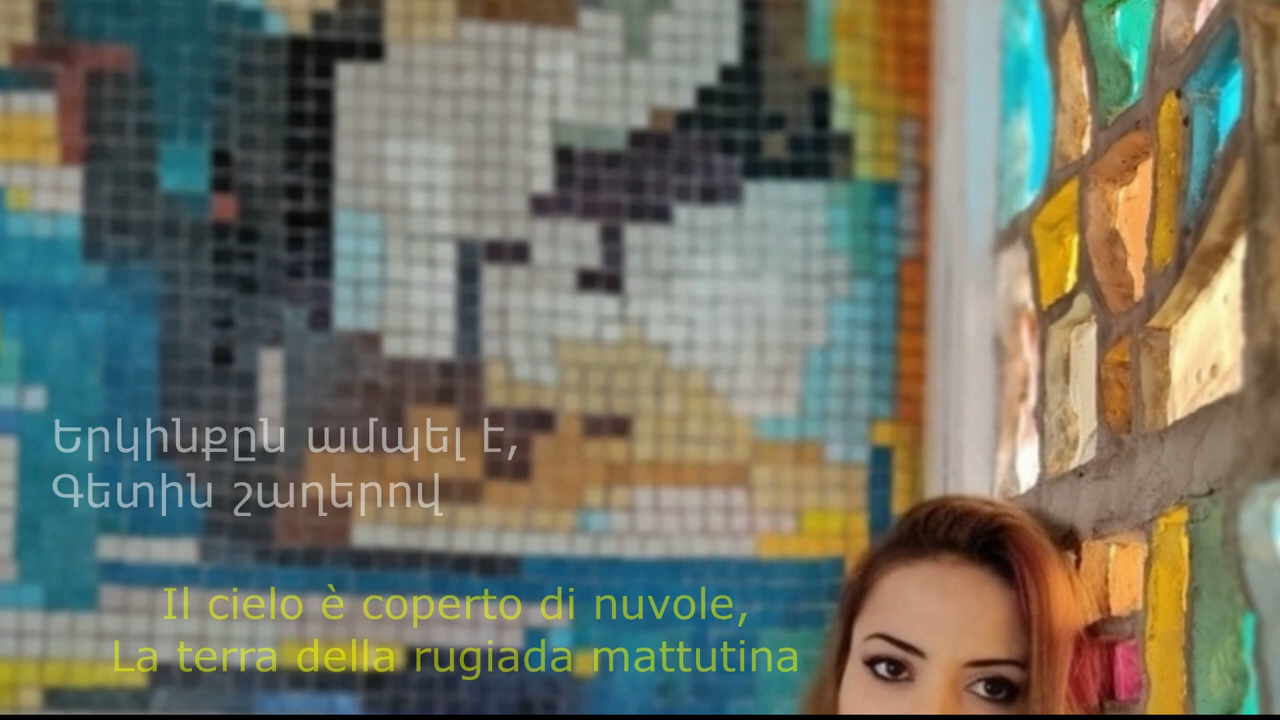 Երկինքըն ամպել է,
Գետին շաղերով
Il cielo è coperto di nuvole,
La terra della rugiada mattutina